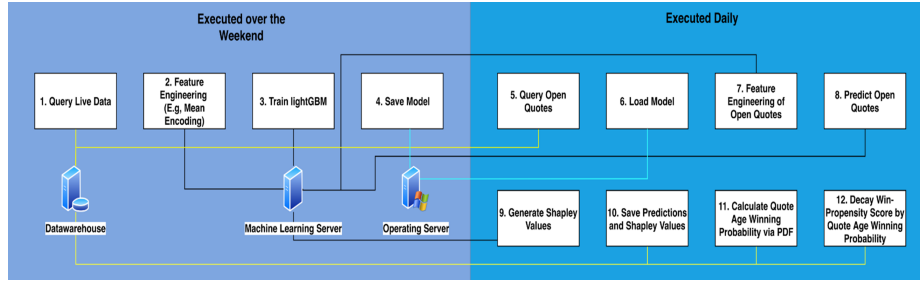 Executed over the
Weekend
Executed Daily
1. Query Live Data
2. Feature
Engineering
(E.g, Mean
Encoding)
3. Train lightGBM
4. Save Model
5. Query Open
Quotes
6. Load Model
7. Feature
Engineering of
Open Quotes
8. Predict Open
Quotes
Datawarehouse
Machine Learning Server
Operating Server
9. Generate Shapley
Values
10. Save Predictions
and Shapley Values
11. Calculate Quote
Age Winning
Probability via PDF
12. Decay Win-
Propensity Score by
Quote Age Winning
Probability